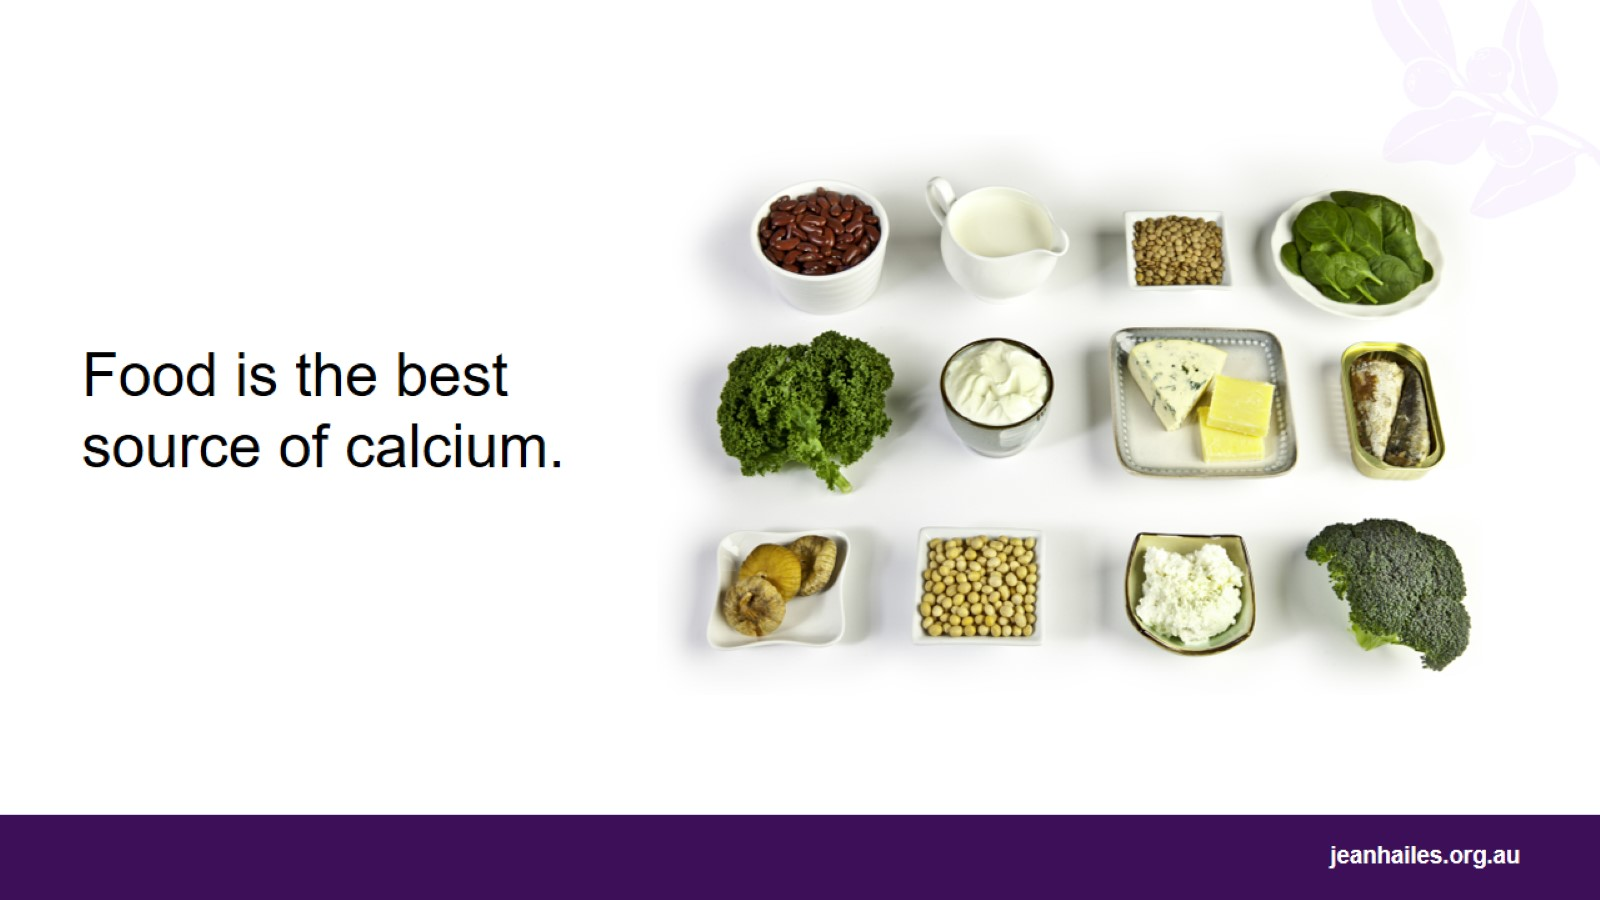 Food is the best
source of calcium.
jeanhailes.org.au